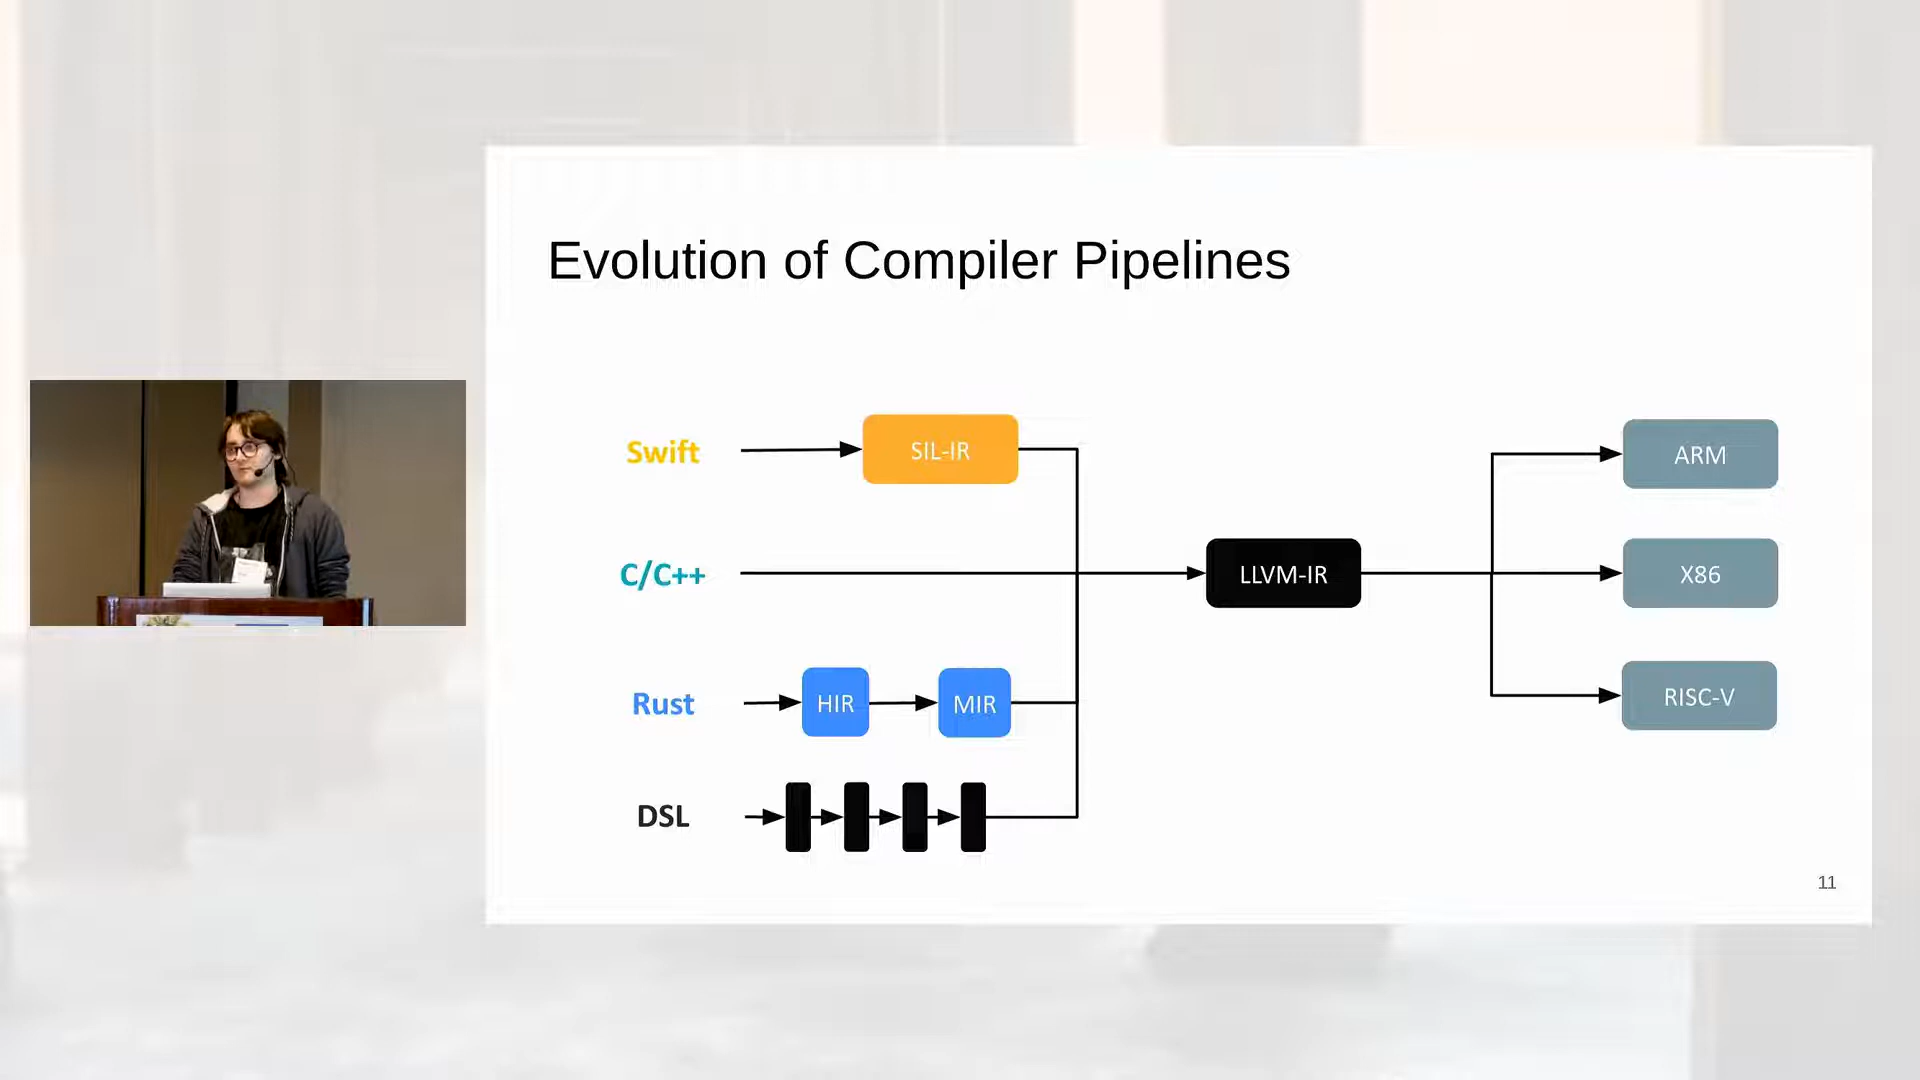 Evolution of Compiler Pipelines
Swift
SIL-IR
ARM
C/C++
LLVM-IR
X86
Rust
HIR
MIR
RISC-V
DSL
11